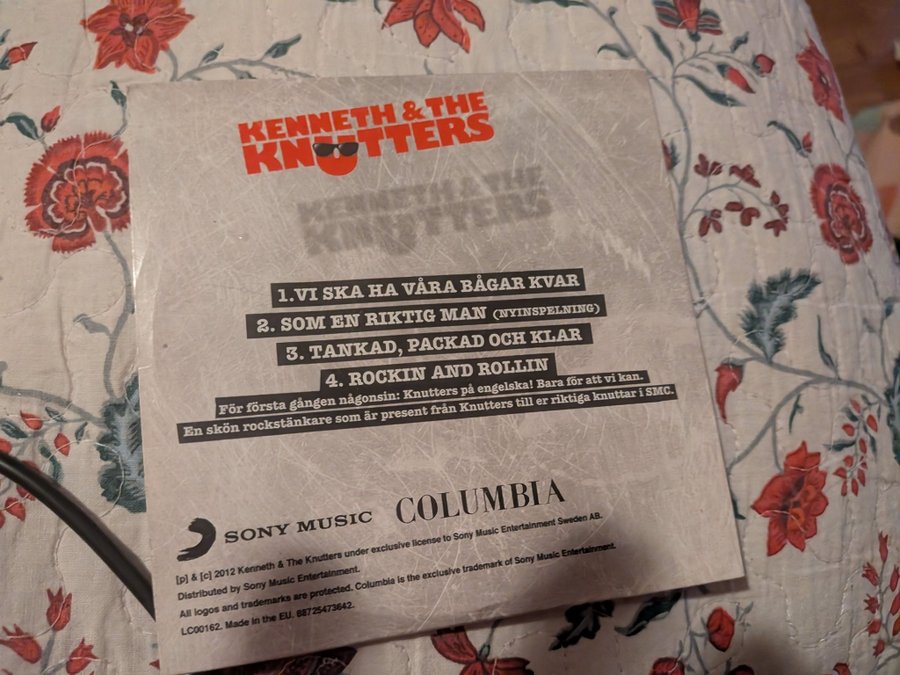 KENNETH & THE
KNUTTERS
KENNETH & THE
KNUTTERS
1. VI SKA HA VÅRA BÅGAR KVAR
2. SOM EN RIKTIG MAN (NYINSPELNING)
3. TANKAD, PACKAD OCH KLAR
4. ROCKIN AND ROLLIN
För första gången någonsin: Knutters på engelska! Bara för att vi kan.
En skön rockstänkare som är present från Knutters till er riktiga knuttar i SMC.
SONY MUSIC COLUMBIA
[p] & [c] 2012 Kenneth & The Knutters under exclusive license to Sony Music Entertainment Sweden AB.
Distributed by Sony Music Entertainment.
All logos and trademarks are protected. Columbia is the exclusive trademark of Sony Music Entertainment.
LC00162. Made in the EU. 88725473642.